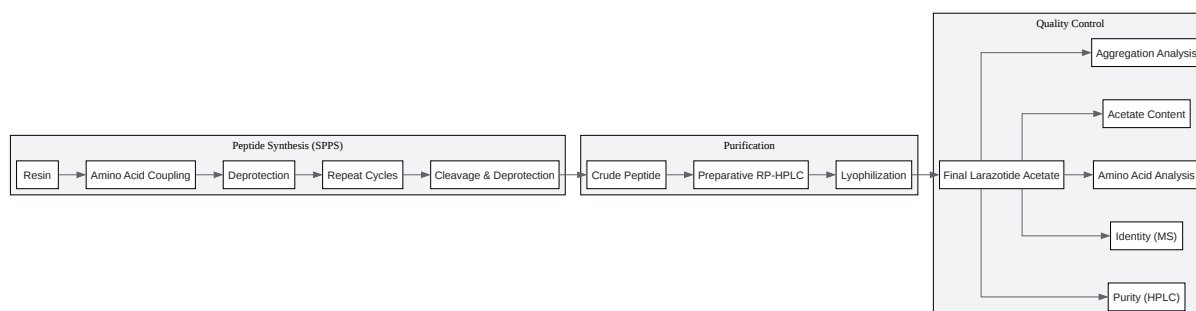 Peptide Synthesis (SPPS)
Resin
Amino Acid Coupling
Deprotection
Repeat Cycles
Cleavage & Deprotection
Purification
Crude Peptide
Preparative RP-HPLC
Lyophilization
Quality Control
Final Larazotide Acetate
Aggregation Analysis
Acetate Content
Amino Acid Analysis
Identity (MS)
Purity (HPLC)